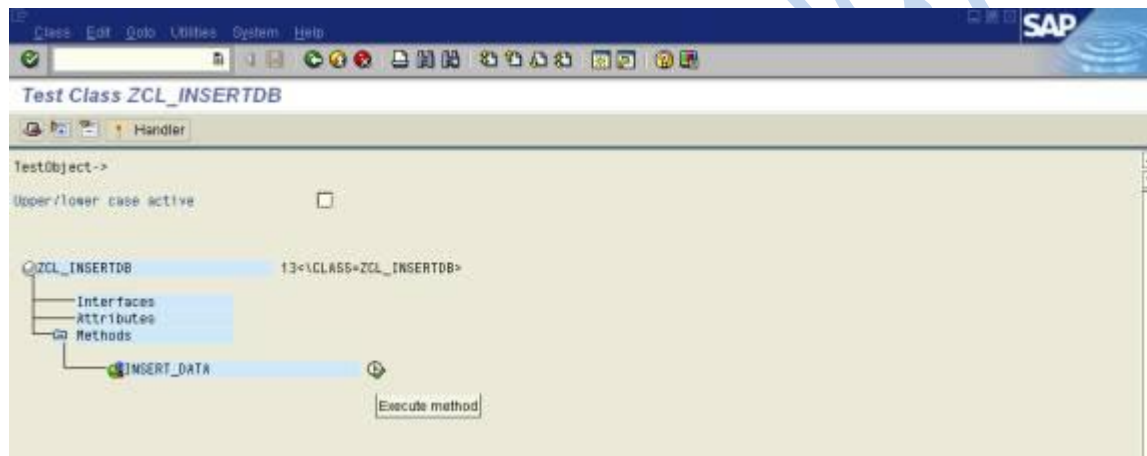 Class Edit Goto Utilities System Help
SAP
Test Class ZCL_INSERTDB
Handler
TestObject->
Upper/lower case active
ZCL_INSERTDB 13<\CLASS=ZCL_INSERTDB>
Interfaces
Attributes
Methods
INSERT_DATA
Execute method